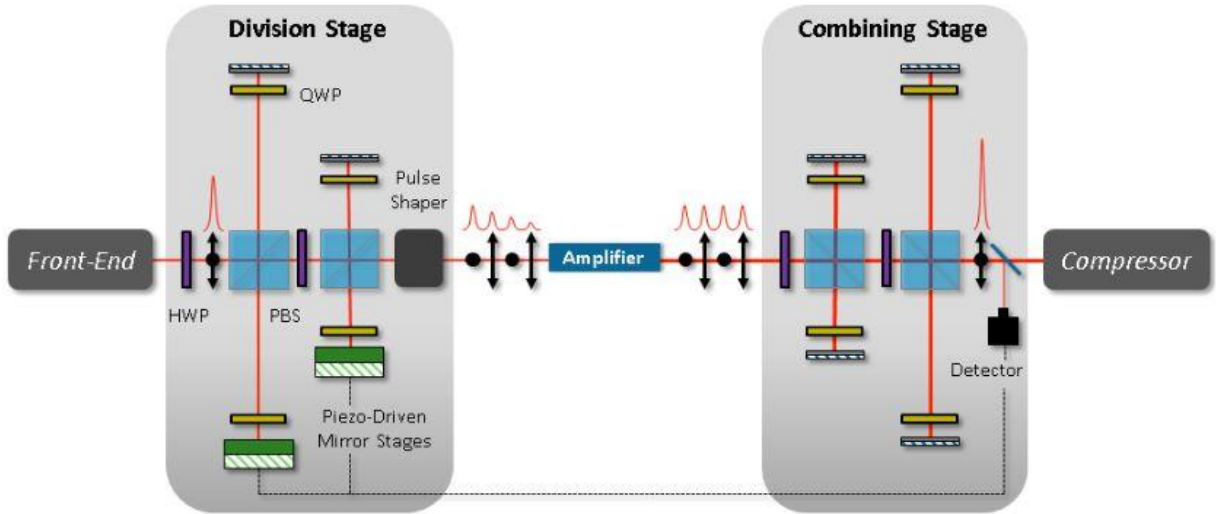 Division Stage
Combining Stage
QWP
Pulse
Shaper
Front-End
Amplifier
Compressor
HWP
PBS
Detector
Piezo-Driven
Mirror Stages